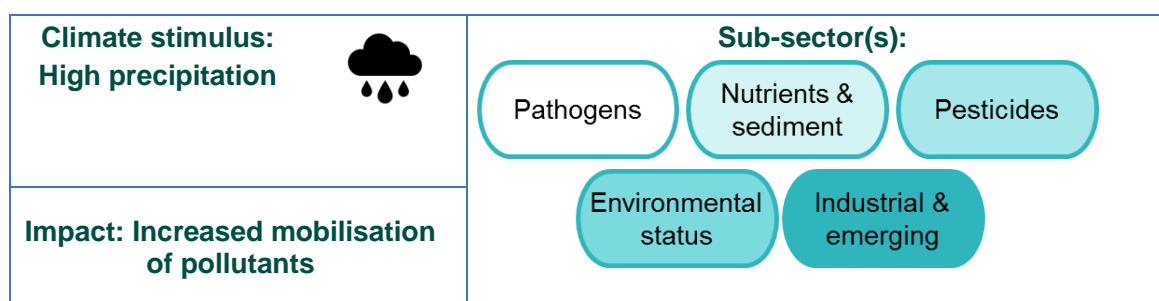 Climate stimulus:
High precipitation
Impact: Increased mobilisation
of pollutants
Sub-sector(s):
Pathogens
Nutrients &
sediment
Pesticides
Environmental
status
Industrial &
emerging